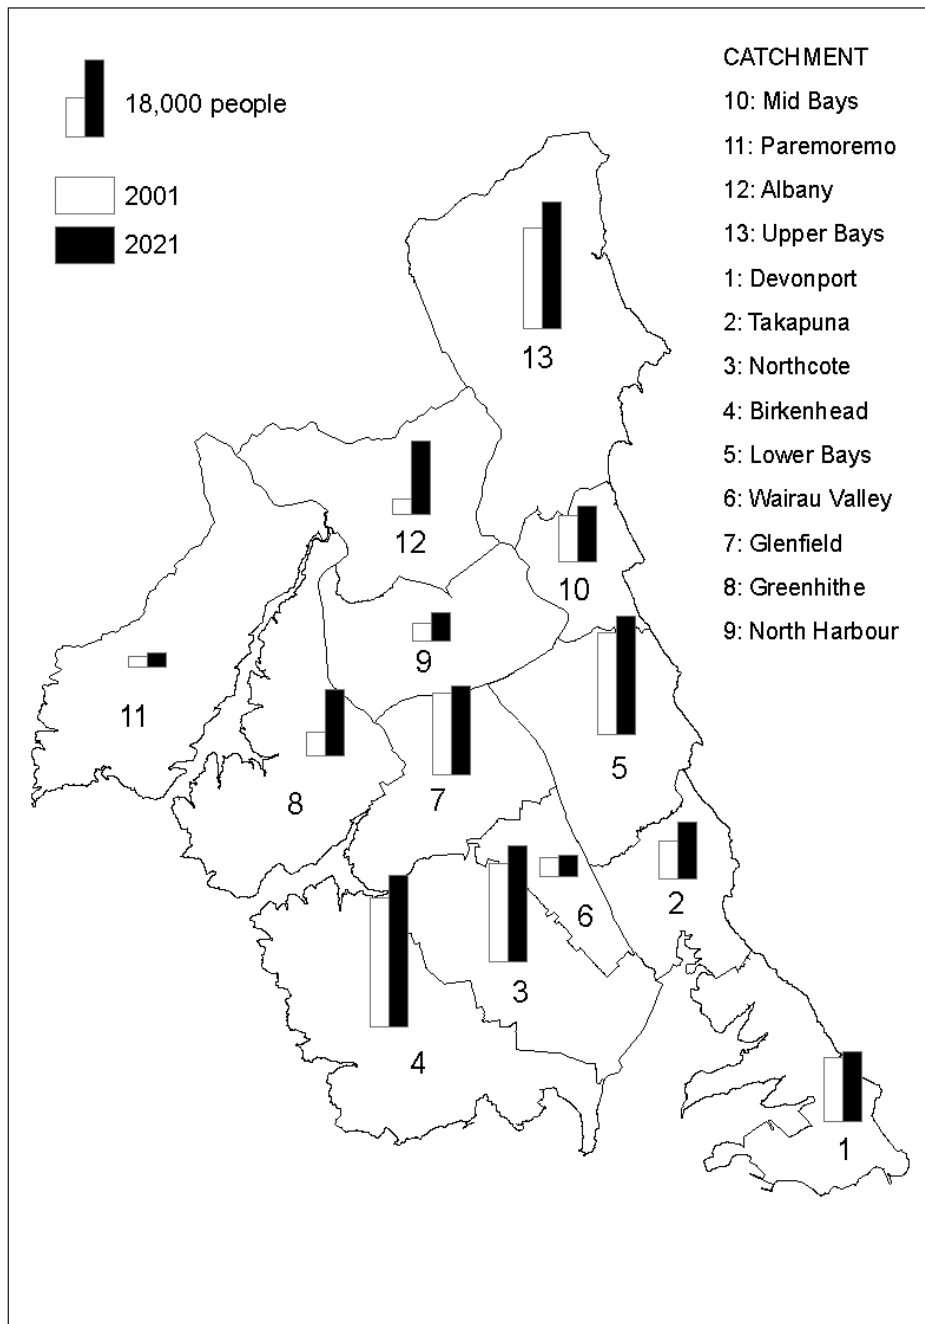 CATCHMENT
10: Mid Bays
18,000 people
11: Paremoremo
2001
12: Albany
2021
13: Upper Bays
1: Devonport
2: Takapuna
3: Northcote
4: Birkenhead
5: Lower Bays
6: Wairau Valley
7: Glenfield
8: Greenhithe
9: North Harbour
13
12
10
9
11
5
8
7
2
6
3
4
1